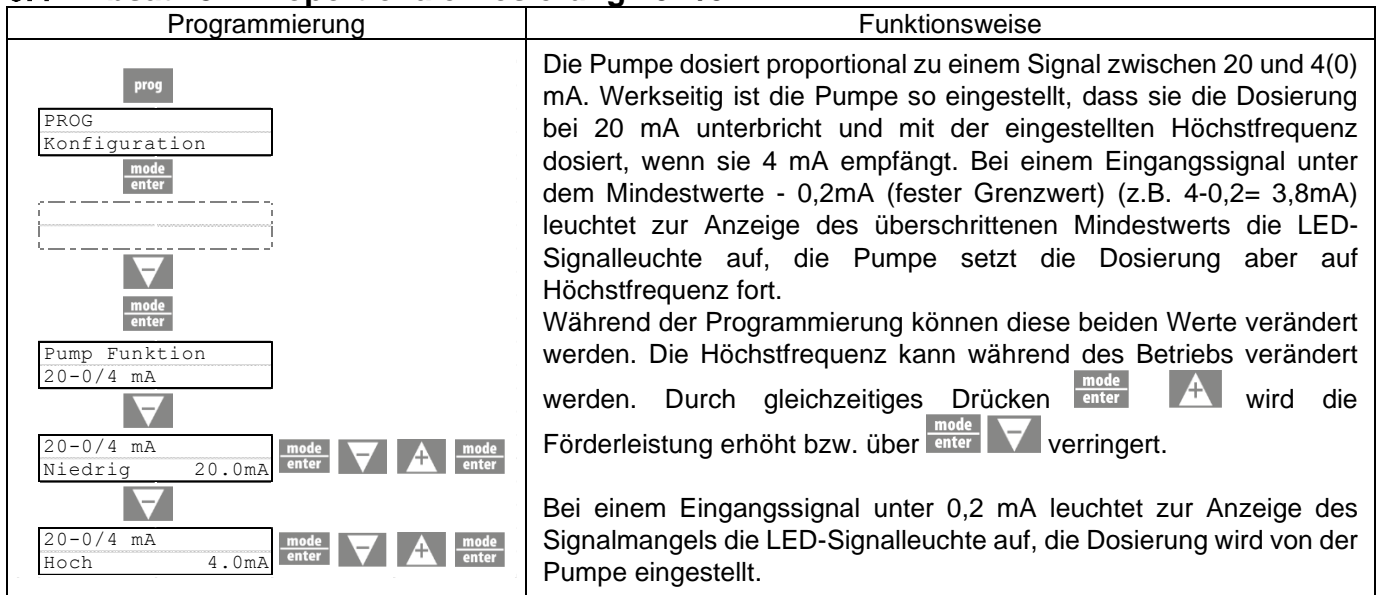 Programmierung
Funktionsweise
prog
PROG
Konfiguration
mode
enter
mode
enter
Pump Funktion
20-0/4 mA
20-0/4 mA
Niedrig 20.0mA
mode
enter
mode
enter
20-0/4 mA
Hoch 4.0mA
mode
enter
mode
enter
Die Pumpe dosiert proportional zu einem Signal zwischen 20 und 4(0)
mA. Werkseitig ist die Pumpe so eingestellt, dass sie die Dosierung
bei 20 mA unterbricht und mit der eingestellten Höchstfrequenz
dosiert, wenn sie 4 mA empfängt. Bei einem Eingangssignal unter
dem Mindestwerte - 0,2mA (fester Grenzwert) (z.B. 4-0,2= 3,8mA)
leuchtet zur Anzeige des überschrittenen Mindestwerts die LED-
Signalleuchte auf, die Pumpe setzt die Dosierung aber auf
Höchstfrequenz fort.
Während der Programmierung können diese beiden Werte verändert
werden. Die Höchstfrequenz kann während des Betriebs verändert
werden. Durch gleichzeitiges Drücken mode enter + wird die
Förderleistung erhöht bzw. über mode enter − verringert.
Bei einem Eingangssignal unter 0,2 mA leuchtet zur Anzeige des
Signalmangels die LED-Signalleuchte auf, die Dosierung wird von der
Pumpe eingestellt.